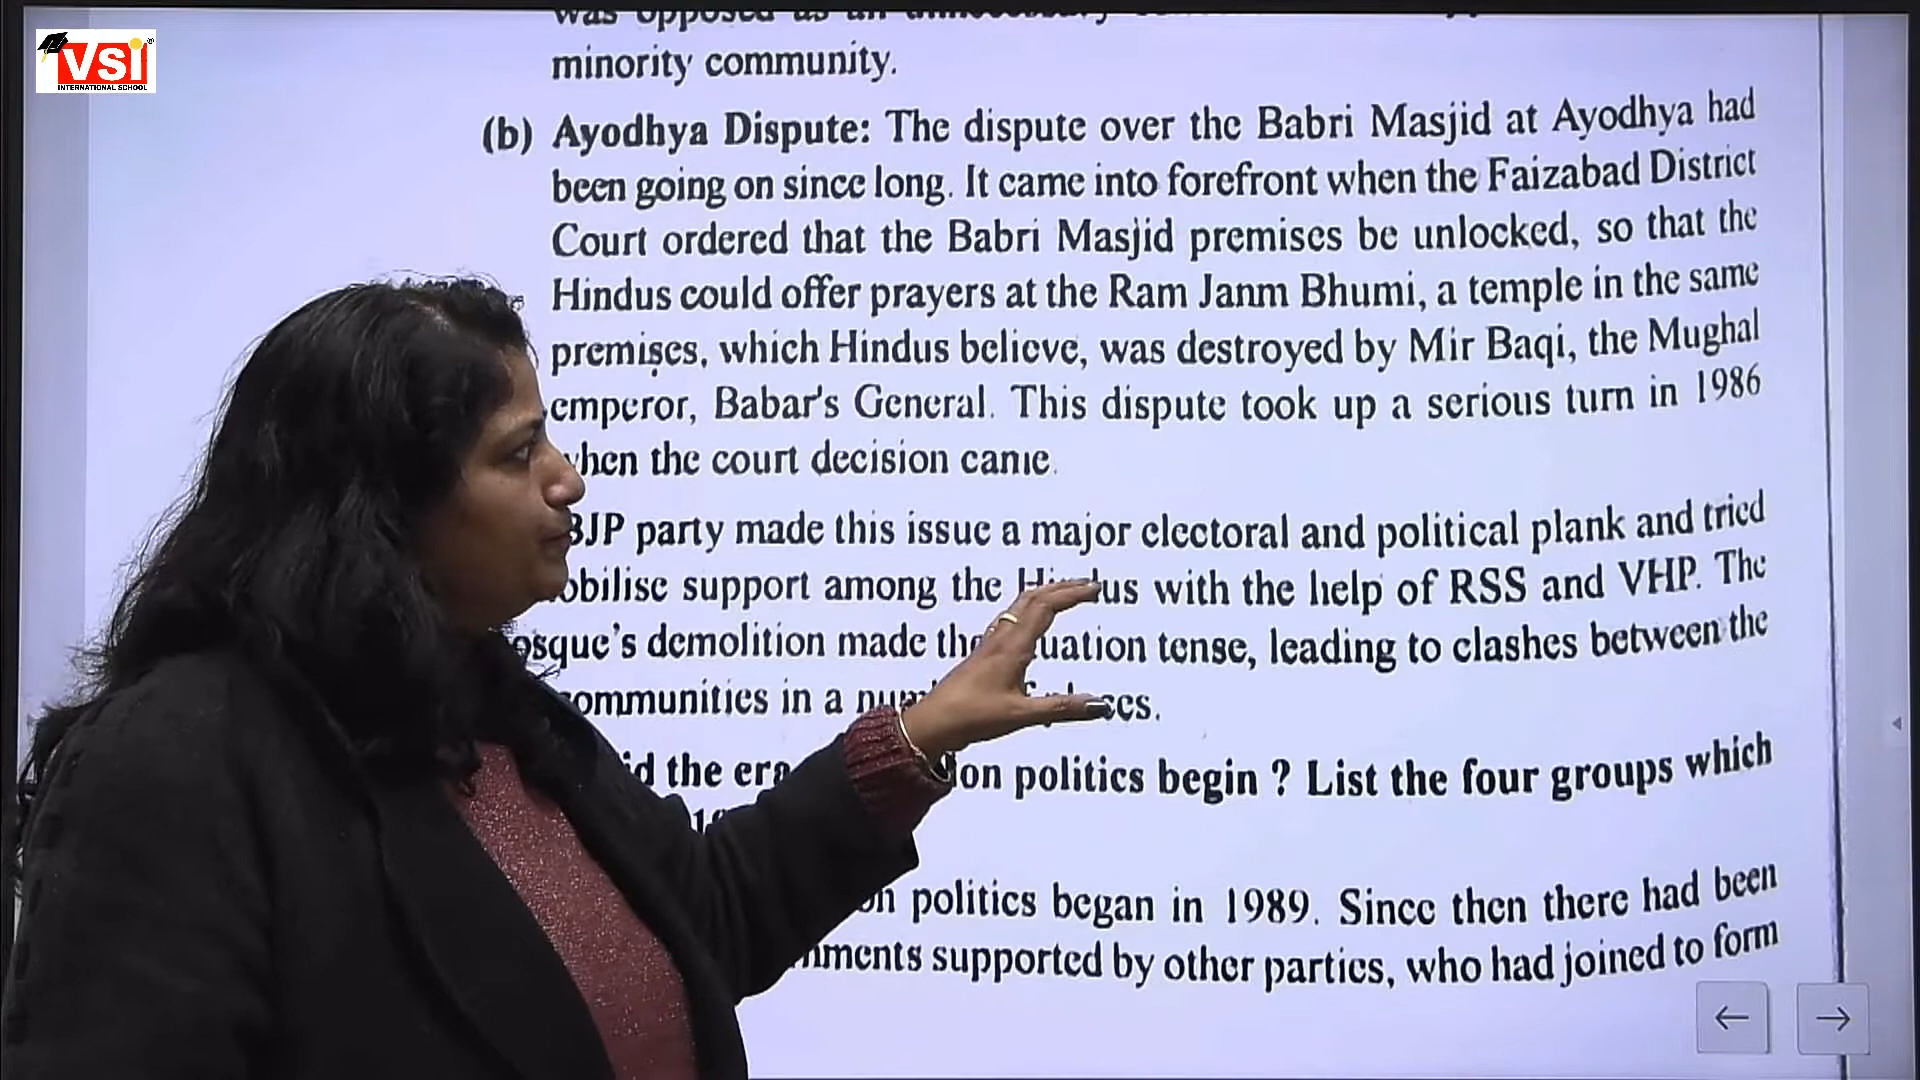 VSI
INTERNATIONAL SCHOOL
was opposed as an
minority community.
(b) Ayodhya Dispute: The dispute over the Babri Masjid at Ayodhya had
been going on since long. It came into forefront when the Faizabad District
Court ordered that the Babri Masjid premises be unlocked, so that the
Hindus could offer prayers at the Ram Janm Bhumi, a temple in the same
premises, which Hindus believe, was destroyed by Mir Baqi, the Mughal
emperor, Babar's General. This dispute took up a serious turn in 1986
when the court decision came.
BJP party made this issue a major electoral and political plank and tried
support among the Hindus with the help of RSS and VHP. The
demolition made the tense, leading to clashes between the
communities in a
the era politics begin ? List the four groups which
politics began in 1989. Since then there had been
supported by other parties, who had joined to form